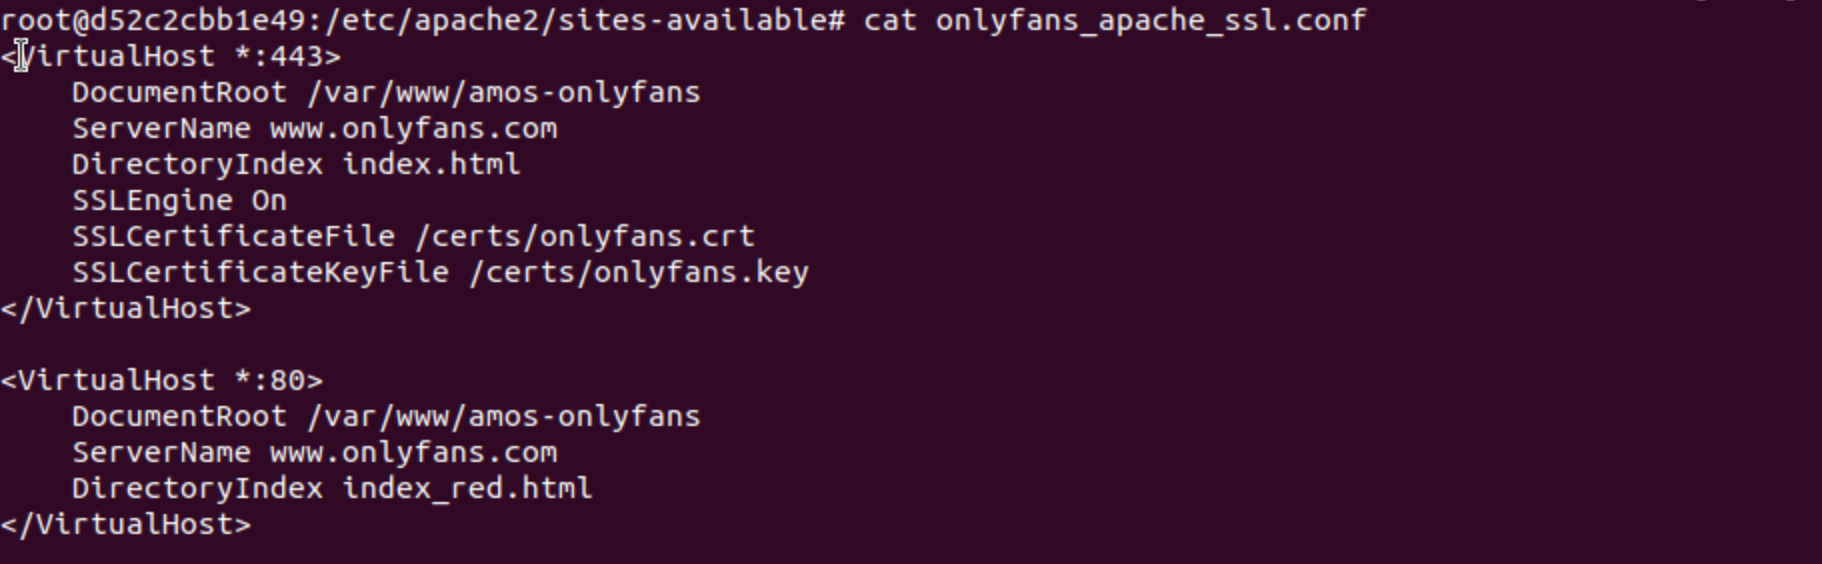 root@d52c2cbb1e49:/etc/apache2/sites-available# cat onlyfans_apache_ssl.conf
<VirtualHost *:443>
    DocumentRoot /var/www/amos-onlyfans
    ServerName www.onlyfans.com
    DirectoryIndex index.html
    SSLEngine On
    SSLCertificateFile /certs/onlyfans.crt
    SSLCertificateKeyFile /certs/onlyfans.key
</VirtualHost>

<VirtualHost *:80>
    DocumentRoot /var/www/amos-onlyfans
    ServerName www.onlyfans.com
    DirectoryIndex index_red.html
</VirtualHost>